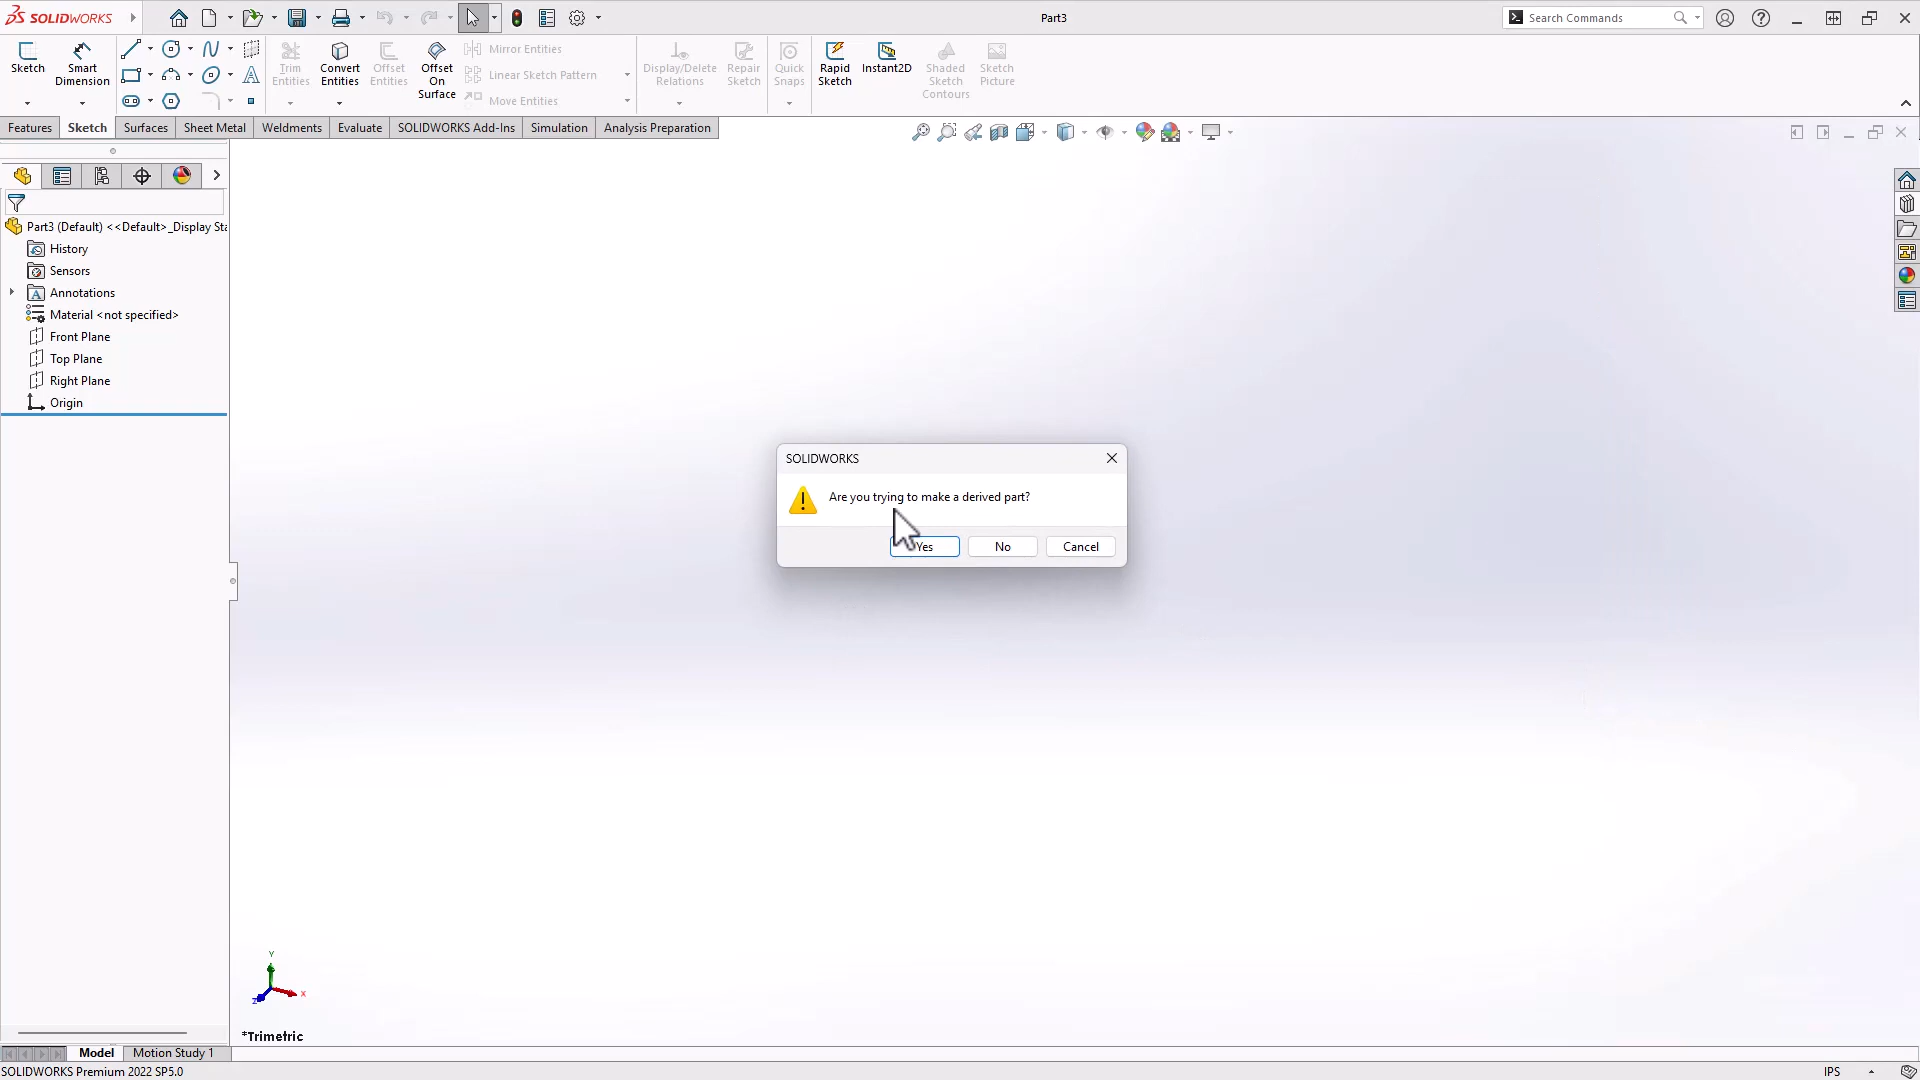 SOLIDWORKS
Part3
Search Commands
Sketch
Smart Dimension
Trim Entities
Convert Entities
Offset Entities
Offset On Surface
Mirror Entities
Linear Sketch Pattern
Move Entities
Display/Delete Relations
Repair Sketch
Quick Snaps
Rapid Sketch
Instant2D
Shaded Sketch Contours
Sketch Picture
Features
Sketch
Surfaces
Sheet Metal
Weldments
Evaluate
SOLIDWORKS Add-Ins
Simulation
Analysis Preparation
Part3 (Default) <<Default>_Display Sta
History
Sensors
Annotations
Material <not specified>
Front Plane
Top Plane
Right Plane
Origin
SOLIDWORKS
Are you trying to make a derived part?
Yes
No
Cancel
Y
X
Z
*Trimetric
Model
Motion Study 1
SOLIDWORKS Premium 2022 SP5.0
IPS